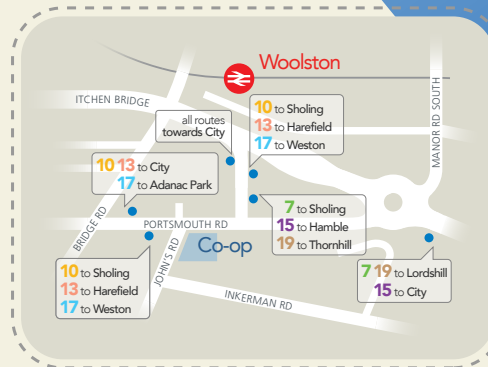 Woolston
ITCHEN BRIDGE
MANOR RD SOUTH
all routes
towards City
10 to Sholing
13 to Harefield
17 to Weston
10 13 to City
17 to Adanac Park
7 to Sholing
15 to Hamble
19 to Thornhill
BRIDGE RD
PORTSMOUTH RD
JOHN'S RD
Co-op
10 to Sholing
13 to Harefield
17 to Weston
INKERMAN RD
7 19 to Lordshill
15 to City